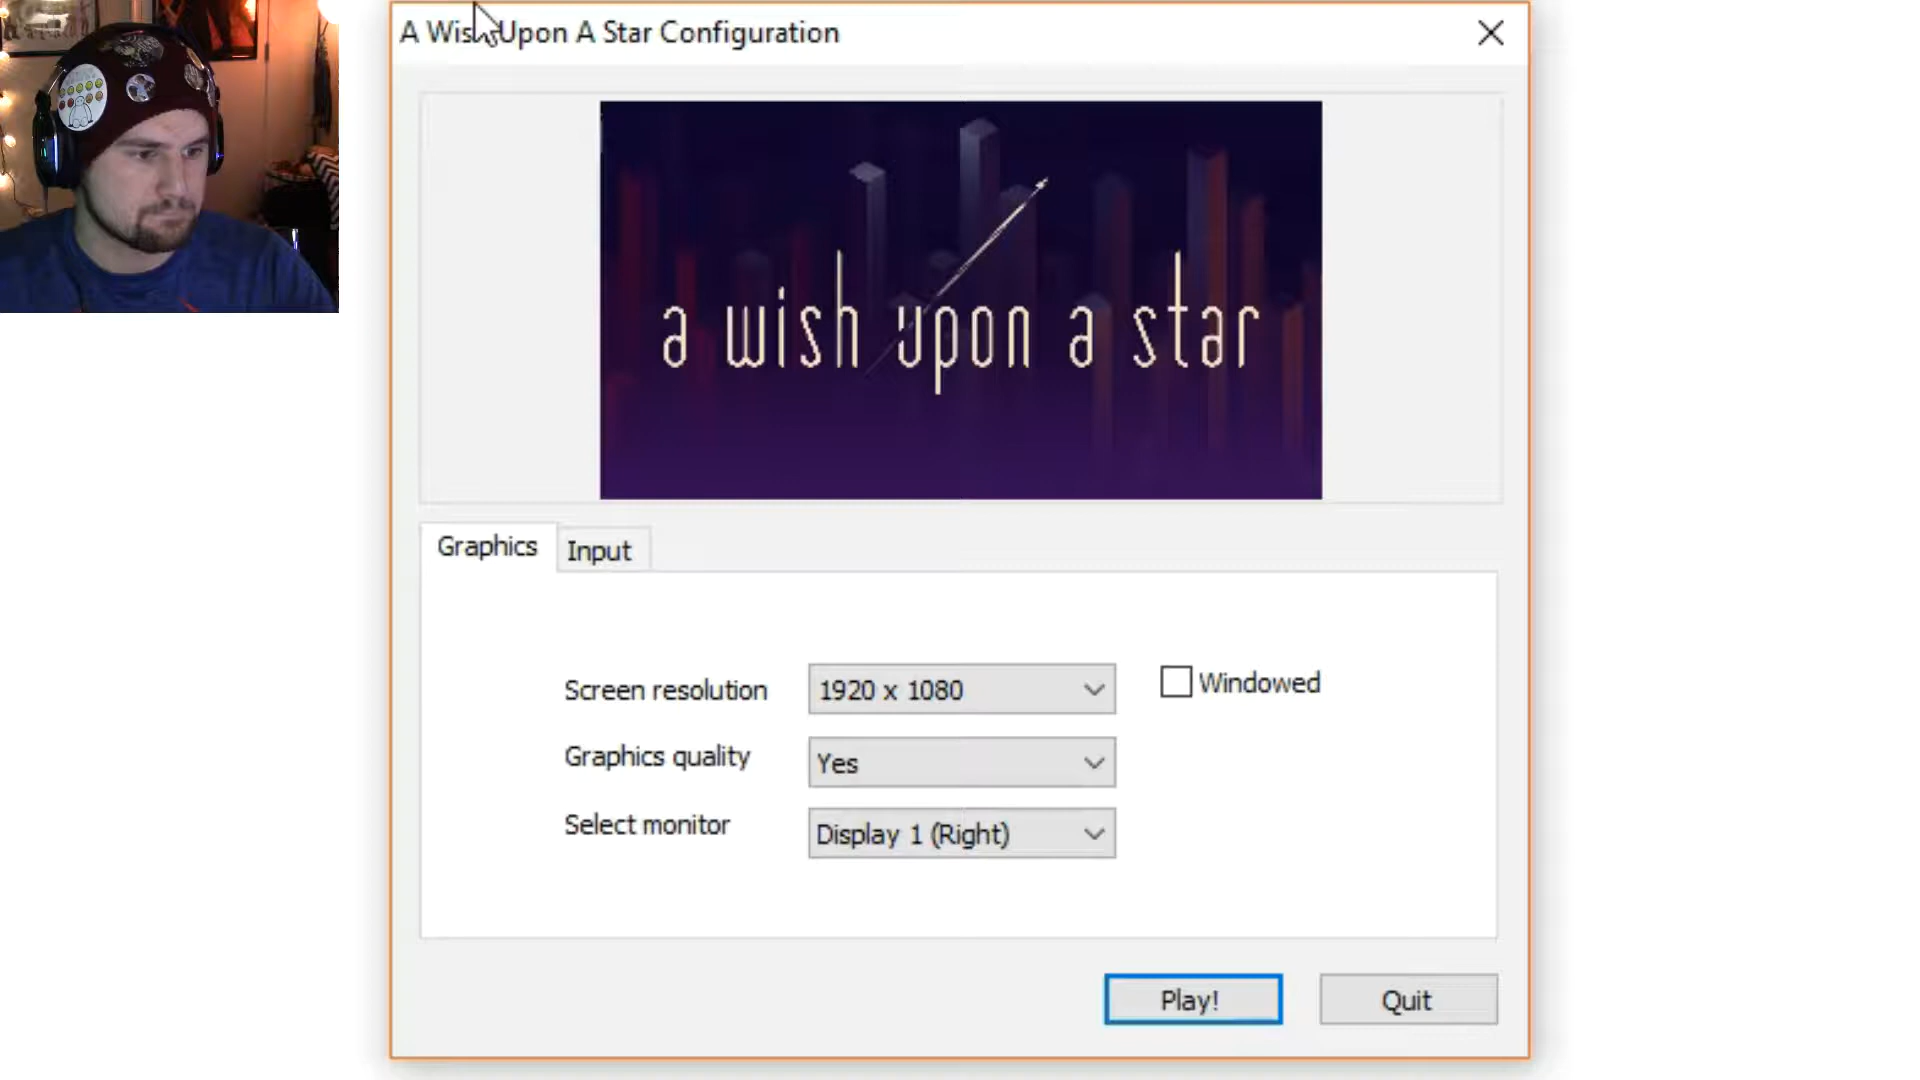 A Wish Upon A Star Configuration
a wish upon a star
Graphics
Input
Screen resolution
1920 x 1080
Windowed
Graphics quality
Yes
Select monitor
Display 1 (Right)
Play!
Quit